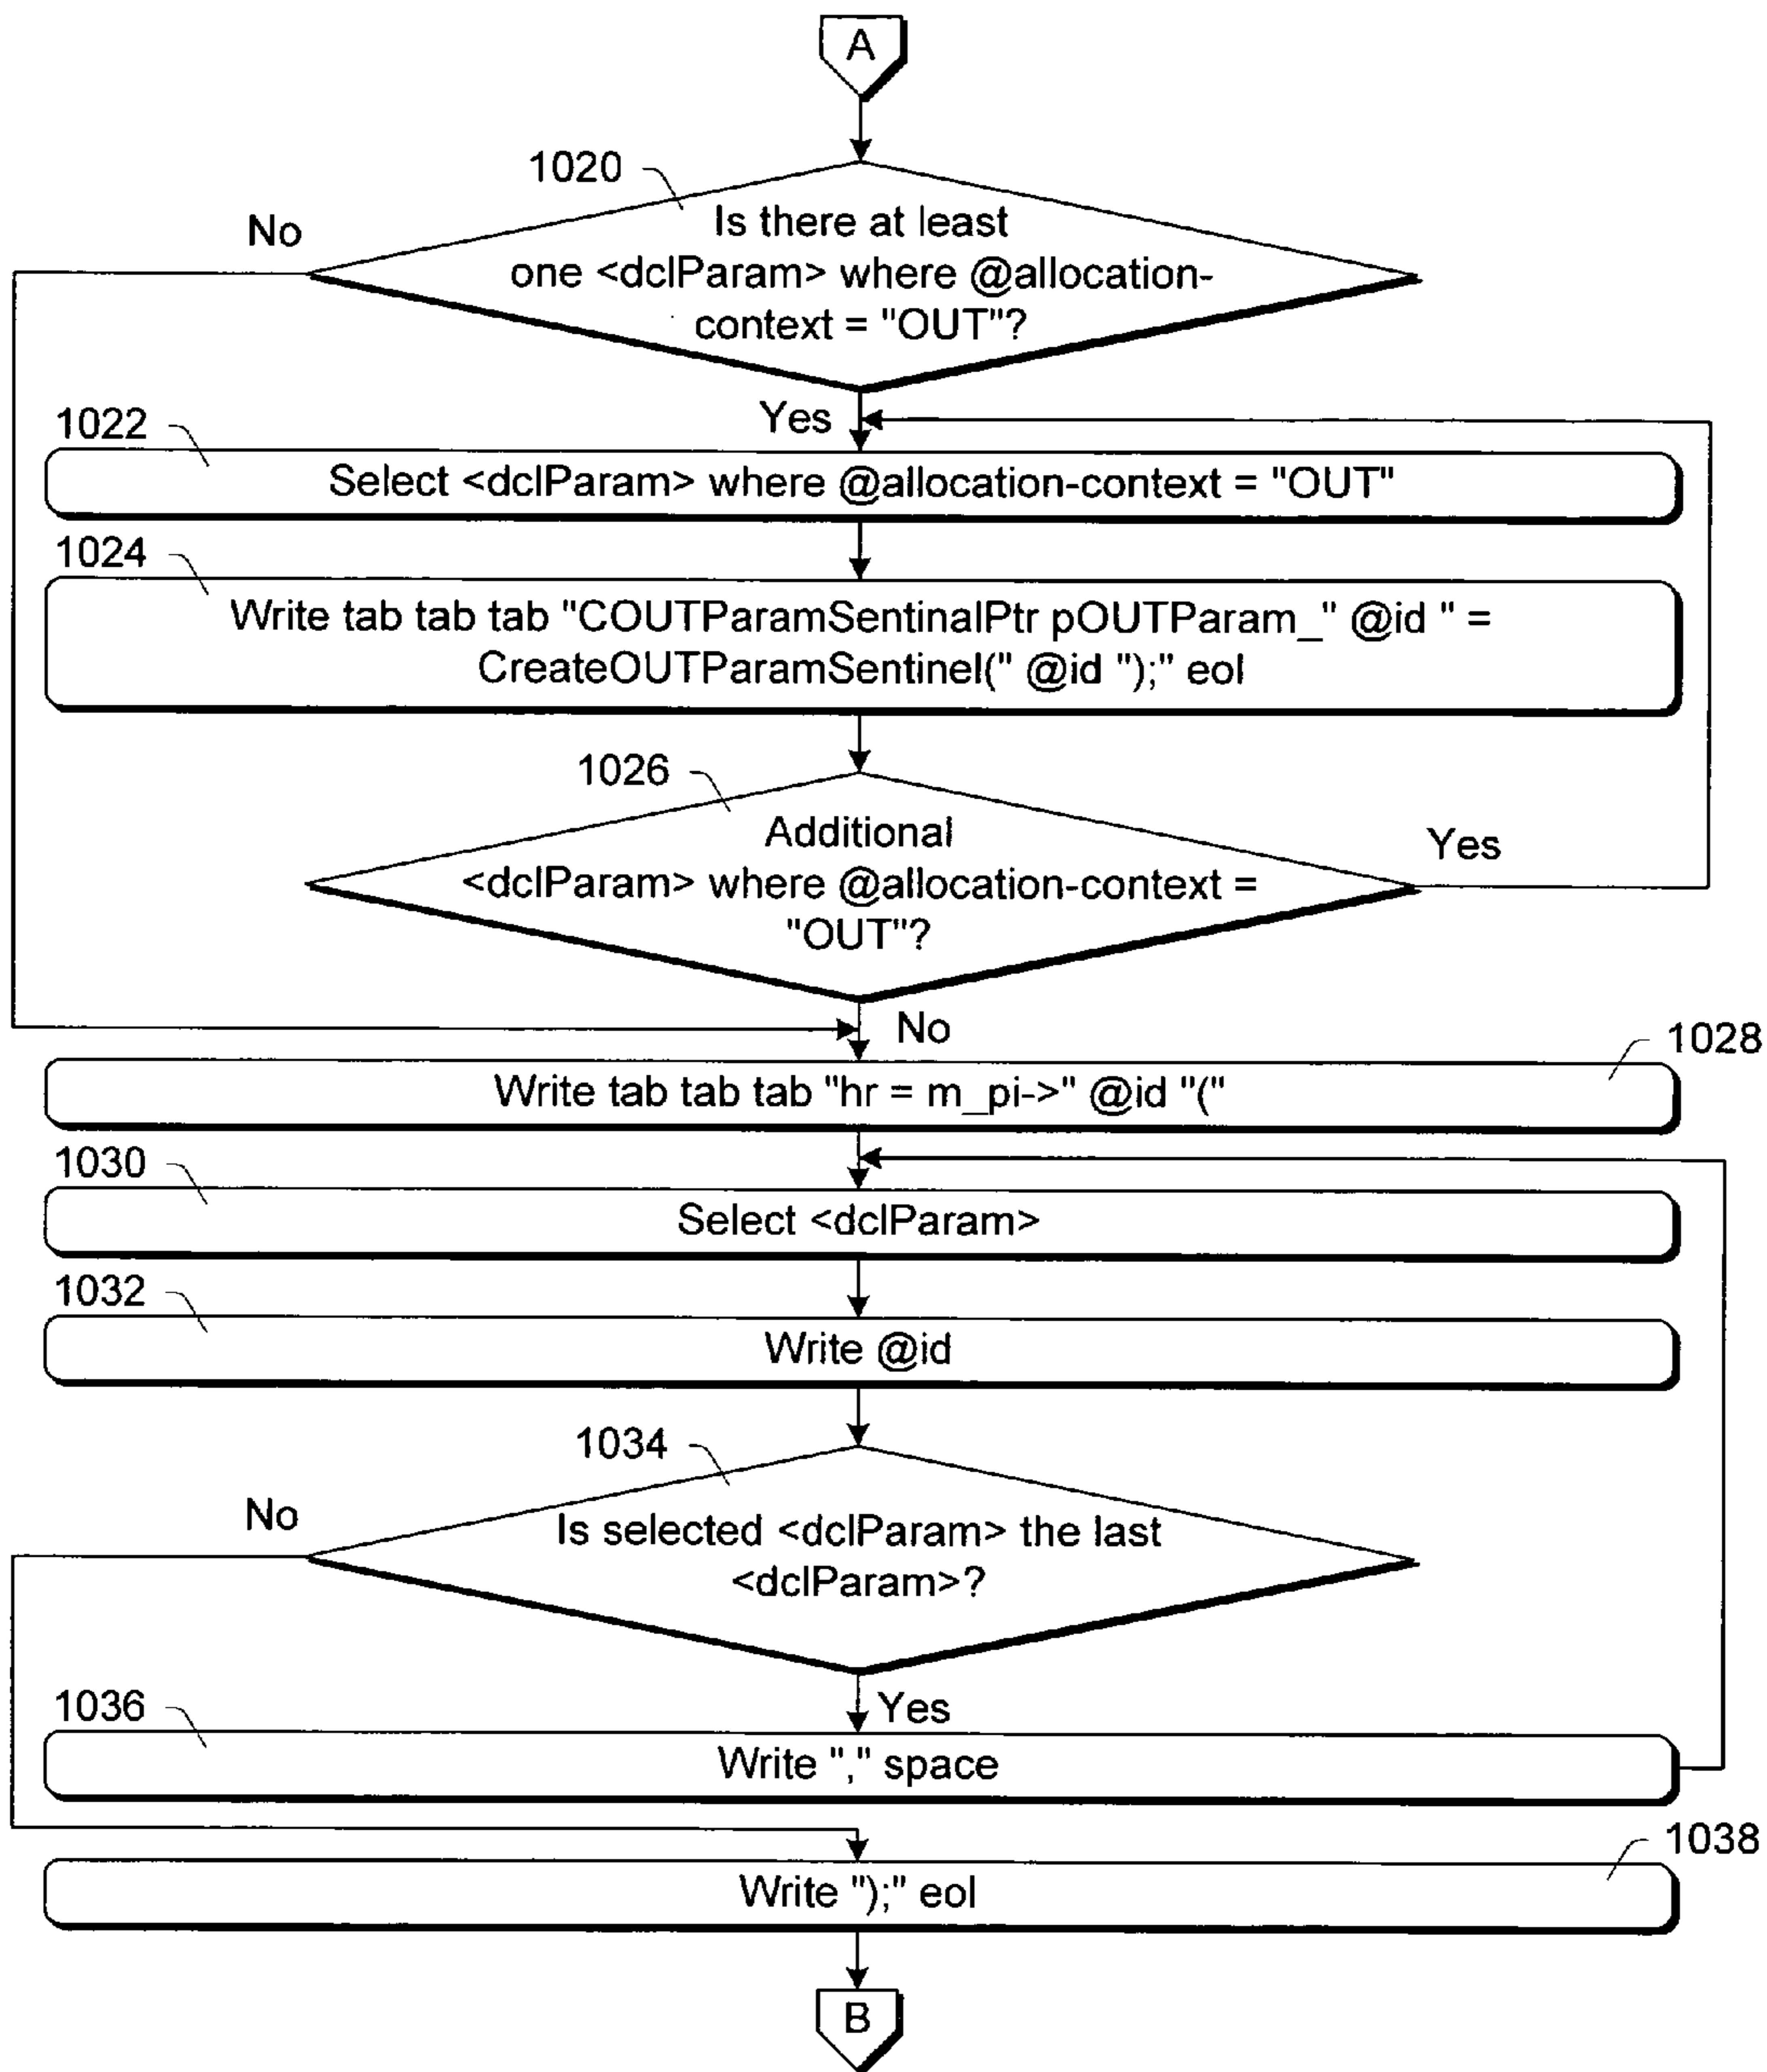 A
1020
No
Is there at least
one <dclParam> where @allocation-
context = "OUT"?
Yes
1022
Select <dclParam> where @allocation-context = "OUT"
1024
Write tab tab tab "COUTParamSentinalPtr pOUTParam_" @id " =
CreateOUTParamSentinel(" @id ");" eol
1026
Additional
<dclParam> where @allocation-context =
"OUT"?
Yes
No
1028
Write tab tab tab "hr = m_pi->" @id "("
1030
Select <dclParam>
1032
Write @id
1034
No
Is selected <dclParam> the last
<dclParam>?
Yes
1036
Write "," space
1038
Write ");" eol
B